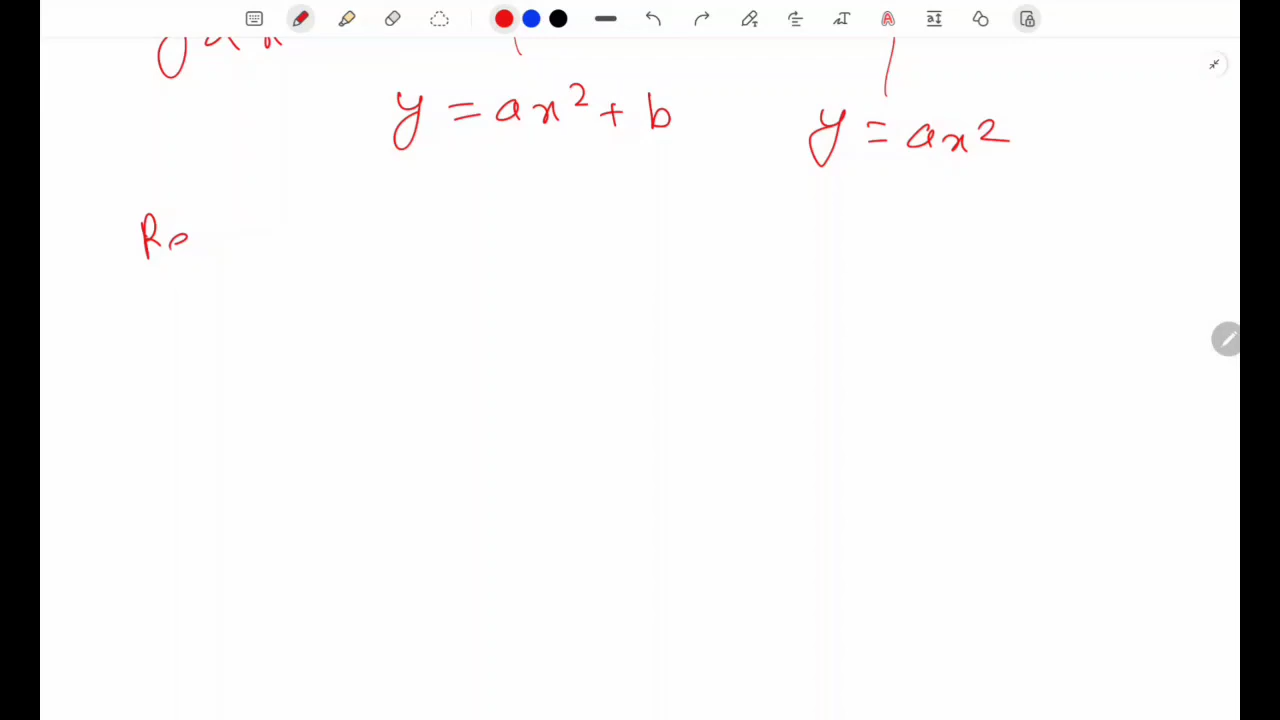 y = ax² + b
y = ax²
Re